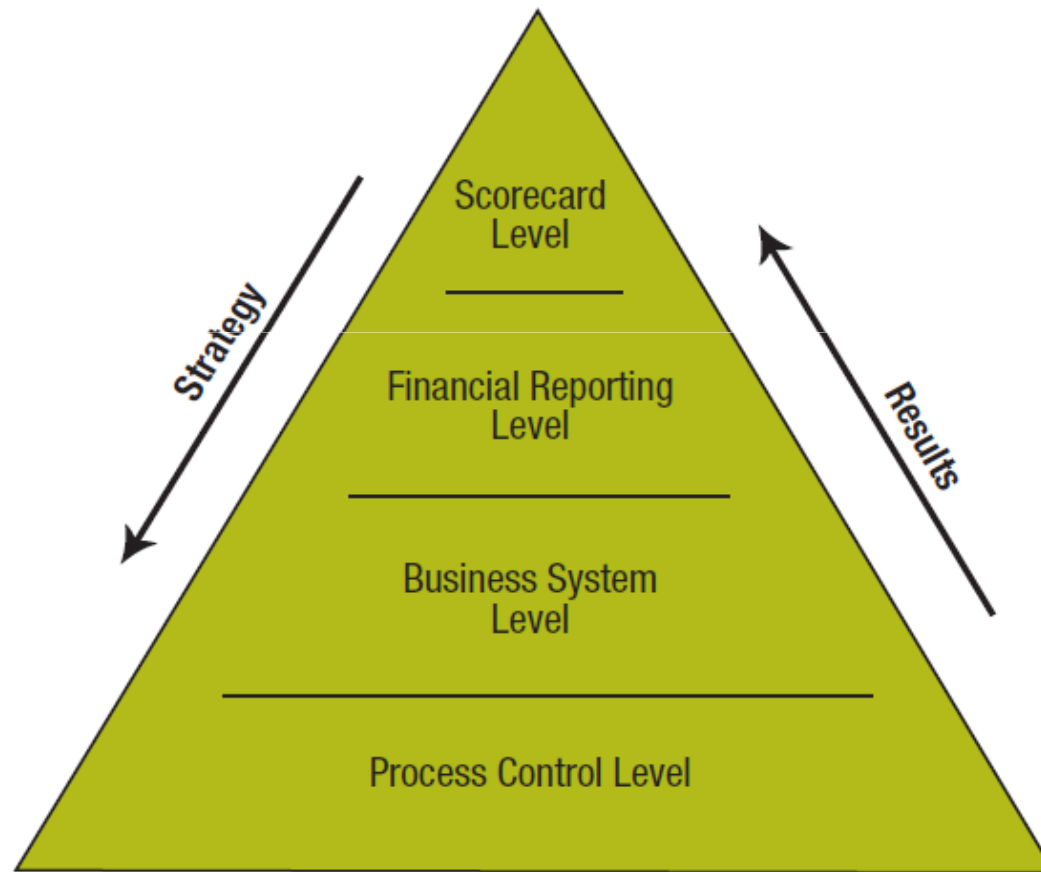 Scorecard
Level
Strategy
Financial Reporting
Level
Results
Business System
Level
Process Control Level